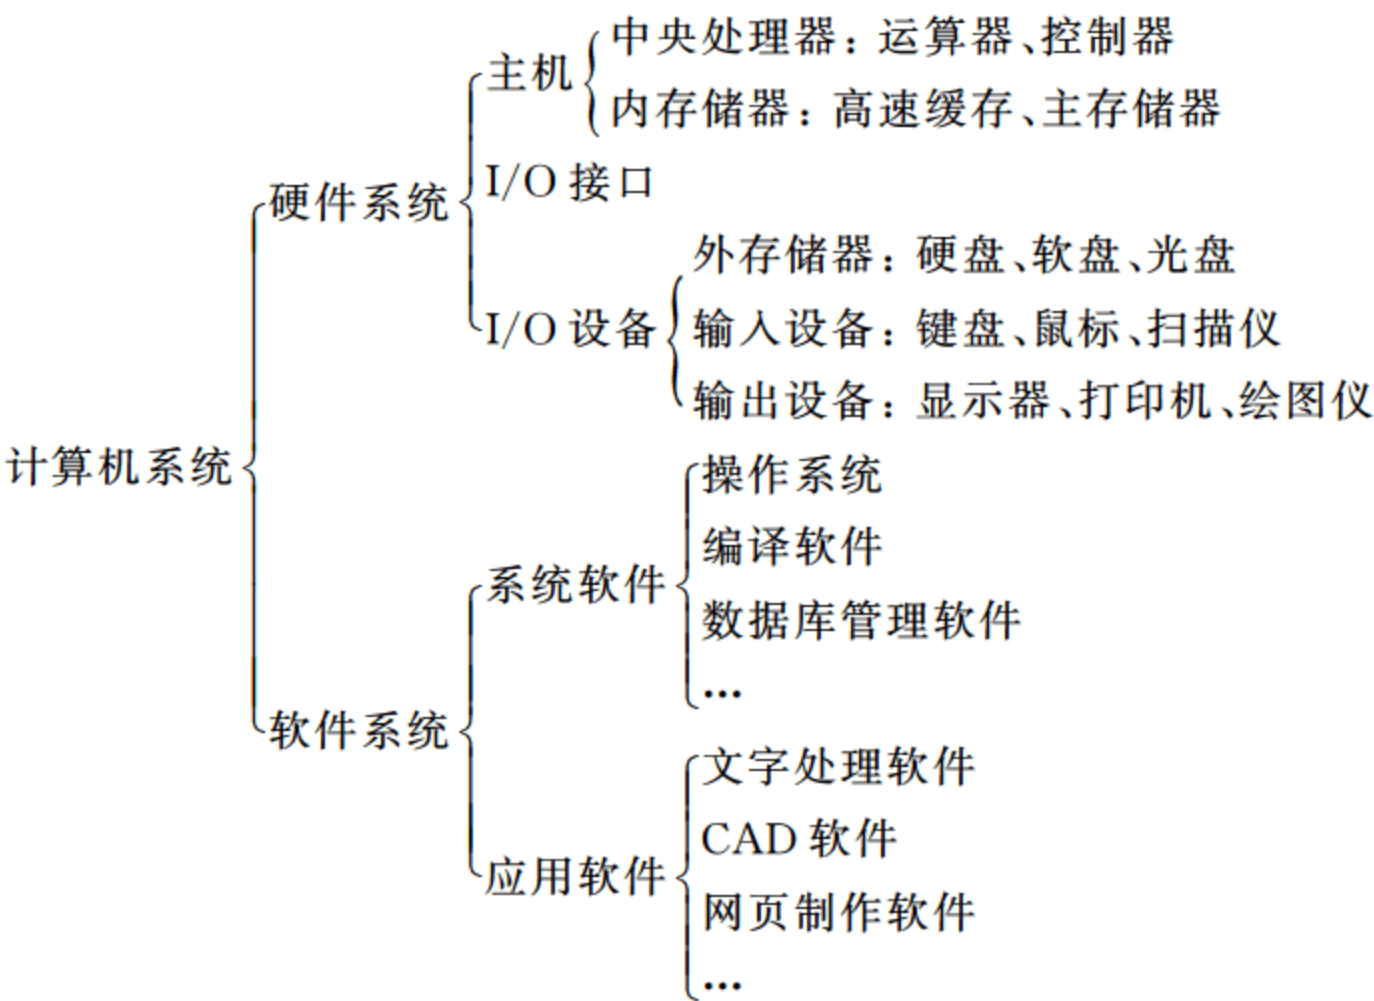 中央处理器：运算器、控制器
主机
内存储器：高速缓存、主存储器
I/O 接口
硬件系统
外存储器：硬盘、软盘、光盘
I/O 设备
输入设备：键盘、鼠标、扫描仪
输出设备：显示器、打印机、绘图仪
计算机系统
操作系统
编译软件
系统软件
数据库管理软件
…
软件系统
文字处理软件
CAD 软件
应用软件
网页制作软件
…